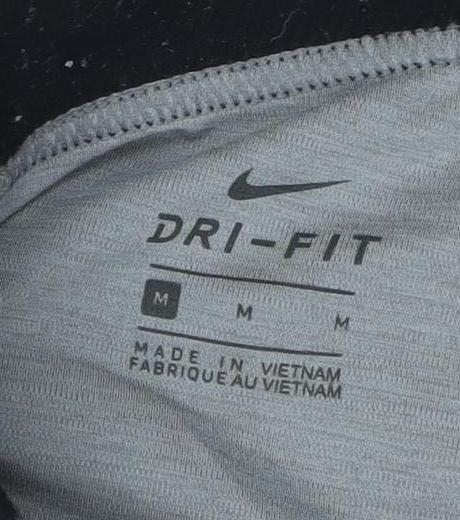 DRI-FIT
M M M
MADE IN VIETNAM
FABRIQUE AU VIETNAM